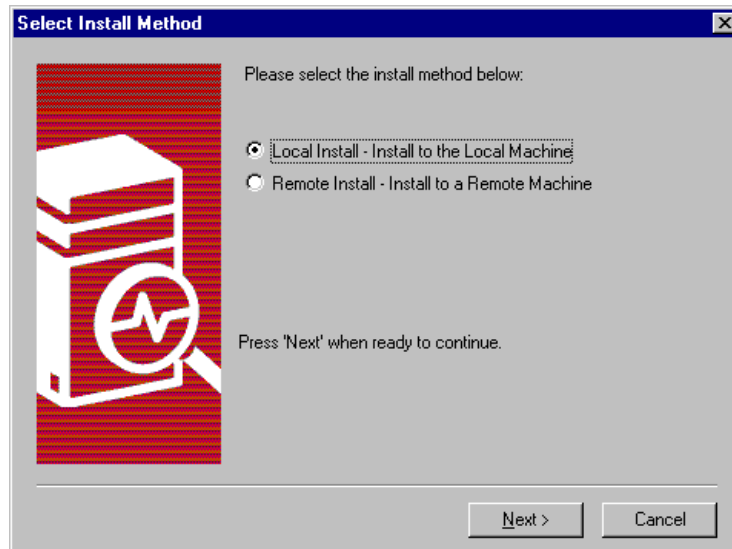 Select Install Method
Please select the install method below:
Local Install - Install to the Local Machine
Remote Install - Install to a Remote Machine
Press 'Next' when ready to continue.
Next >
Cancel